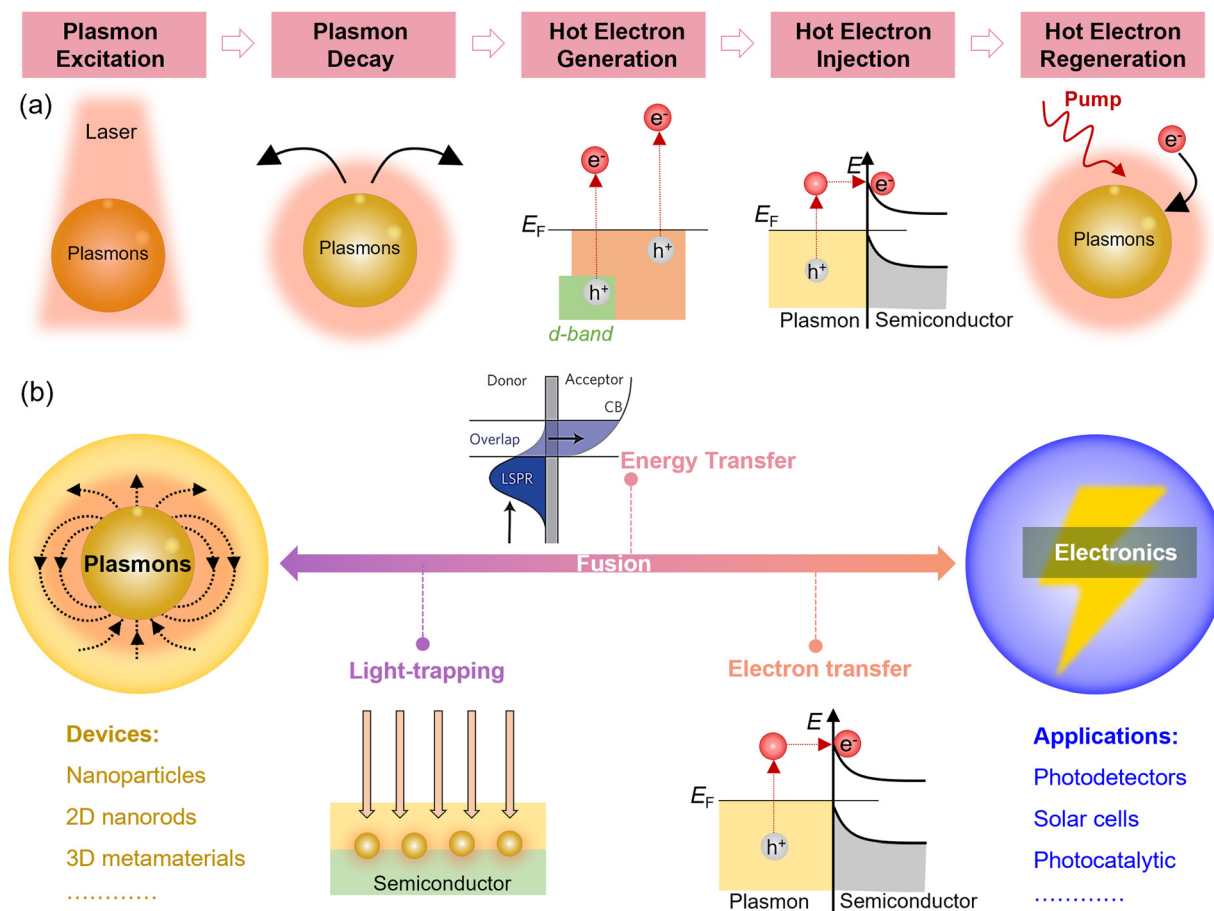 Plasmon
Excitation
Plasmon
Decay
Hot Electron
Generation
Hot Electron
Injection
Hot Electron
Regeneration
(a)
Laser
Plasmons
Plasmons
e-
e-
EF
h+
h+
d-band
E
e-
EF
h+
Plasmon
Semiconductor
Pump
e-
Plasmons
(b)
Plasmons
Donor
Acceptor
CB
Overlap
LSPR
Energy Transfer
Fusion
Electronics
Light-trapping
Electron transfer
Devices:
Nanoparticles
2D nanorods
3D metamaterials
............
Semiconductor
E
e-
EF
h+
Plasmon
Semiconductor
Applications:
Photodetectors
Solar cells
Photocatalytic
............